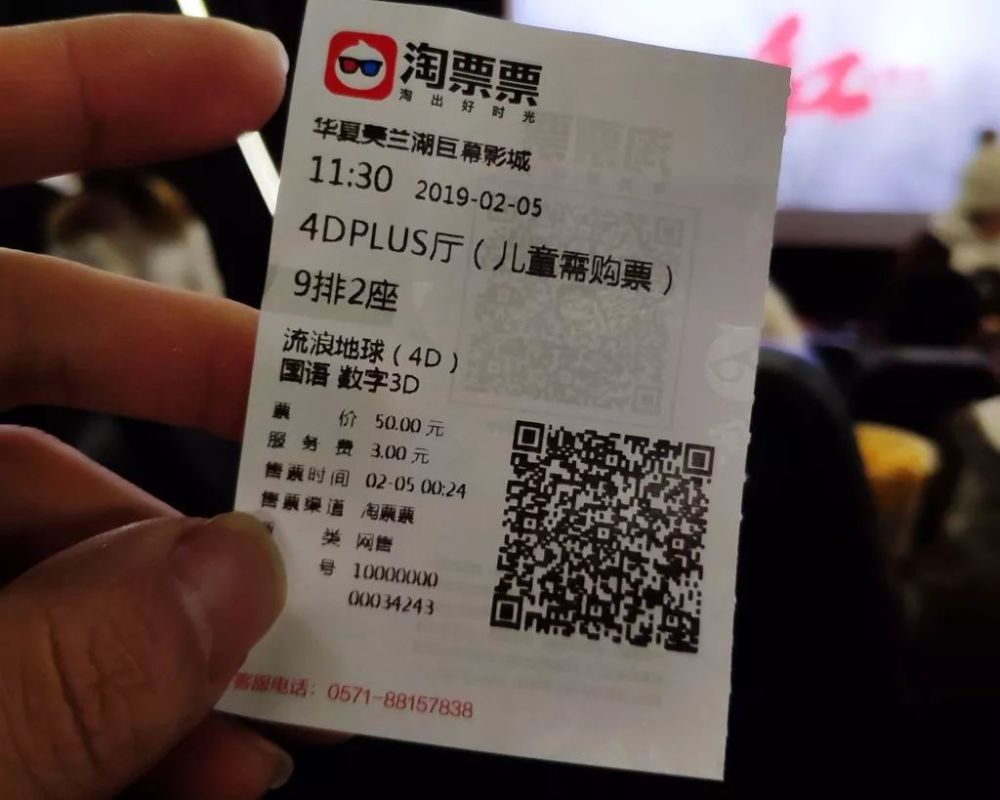 淘票票
淘出好时光
华夏美兰湖巨幕影城
11:30 2019-02-05
4DPLUS厅（儿童需购票）
9排2座
流浪地球（4D）
国语 数字3D
票价 50.00 元
服务费 3.00 元
售票时间 02-05 00:24
售票渠道 淘票票
类 网售
号 10000000
00034243
客服电话：0571-88157838
红